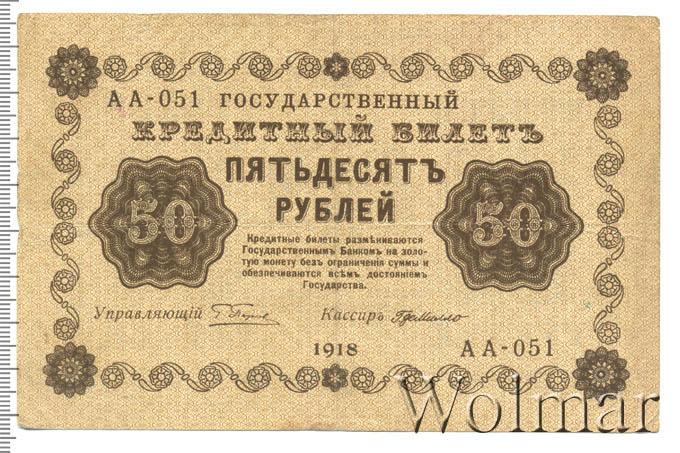 АА-051 ГОСУДАРСТВЕННЫЙ
КРЕДИТНЫЙ БИЛЕТЪ
ПЯТЬДЕСЯТЪ
РУБЛЕЙ
50 50
Кредитные билеты размѣниваются
Государственнымъ Банкомъ на золо-
тую монету безъ ограниченія суммы и
обезпечиваются всѣмъ достояніемъ
Государства.
Управляющій Кассиръ
1918 АА-051
Wolmar